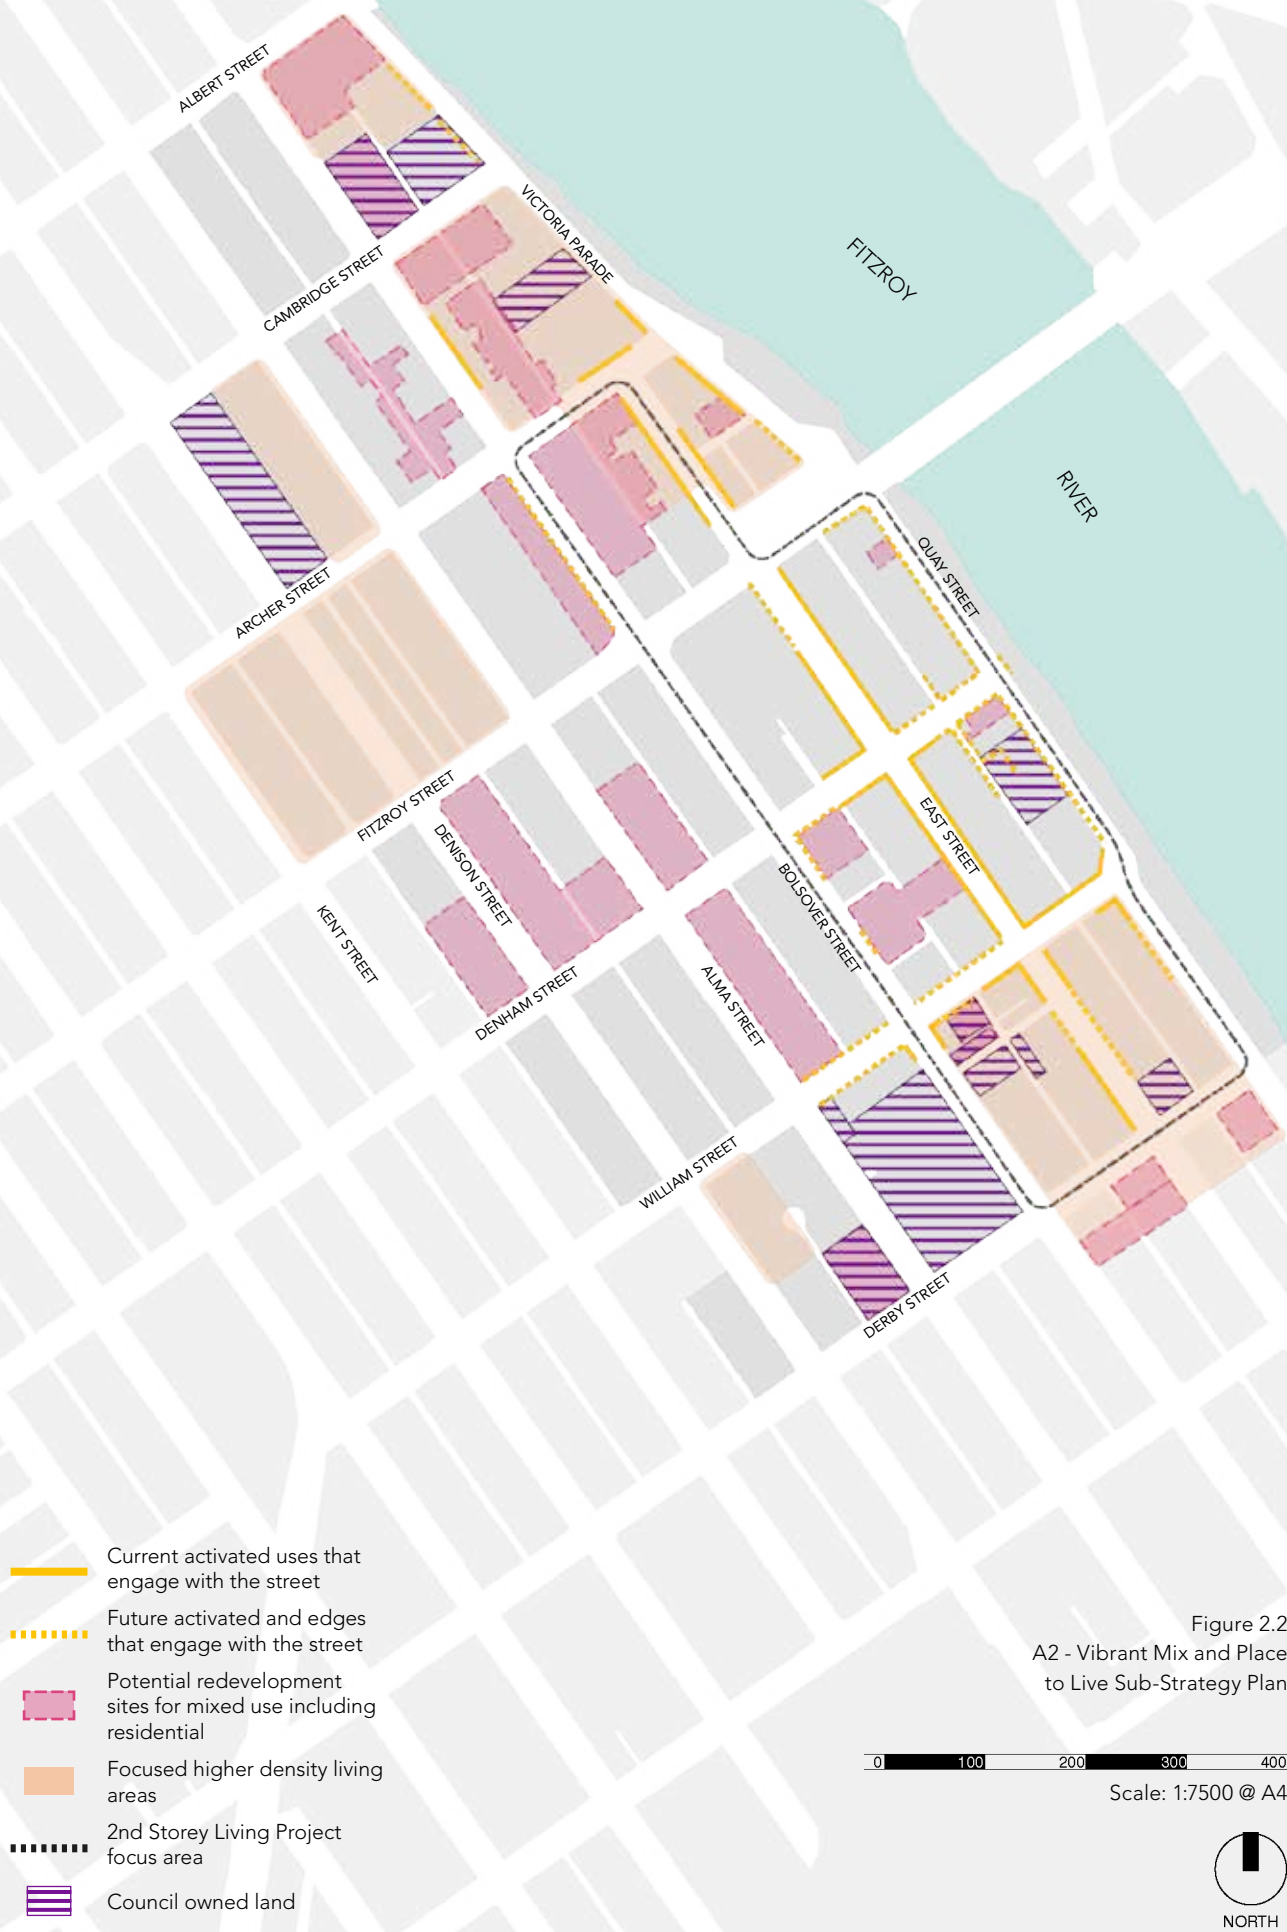 ALBERT STREET
VICTORIA PARADE
CAMBRIDGE STREET
FITZROY
RIVER
QUAY STREET
ARCHER STREET
FITZROY STREET
DENISON STREET
EAST STREET
BOLSOVER STREET
KENT STREET
DENHAM STREET
ALMA STREET
WILLIAM STREET
DERBY STREET
Current activated uses that
engage with the street
Future activated and edges
that engage with the street
Potential redevelopment
sites for mixed use including
residential
Focused higher density living
areas
2nd Storey Living Project
focus area
Council owned land
Figure 2.2
A2 - Vibrant Mix and Place
to Live Sub-Strategy Plan
0 100 200 300 400
Scale: 1:7500 @ A4
NORTH